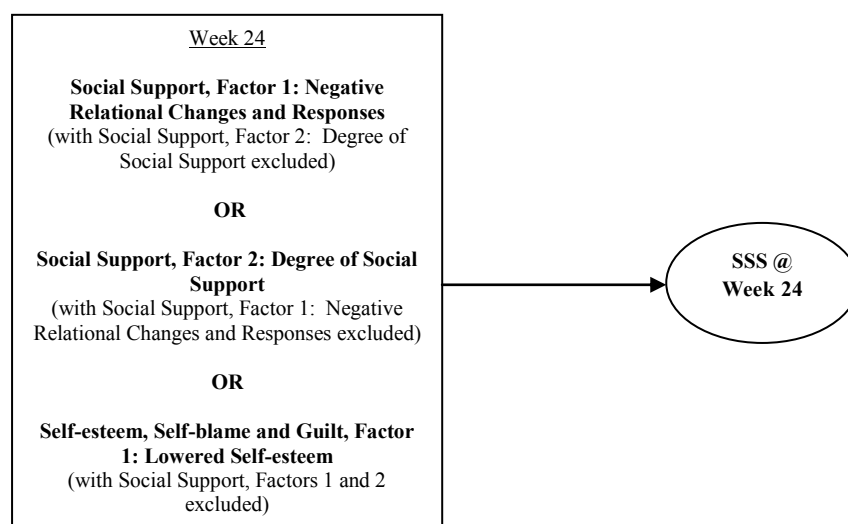 Week 24
Social Support, Factor 1: Negative
Relational Changes and Responses
(with Social Support, Factor 2: Degree of
Social Support excluded)
OR
Social Support, Factor 2: Degree of Social
Support
(with Social Support, Factor 1: Negative
Relational Changes and Responses excluded)
OR
Self-esteem, Self-blame and Guilt, Factor
1: Lowered Self-esteem
(with Social Support, Factors 1 and 2
excluded)
SSS @
Week 24